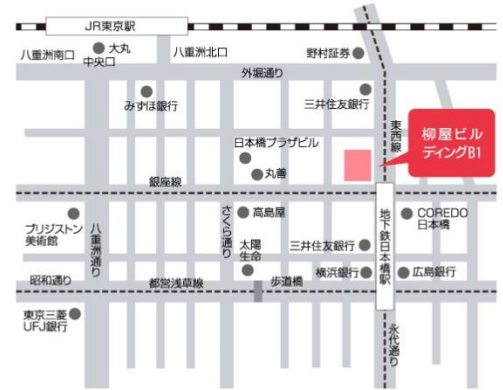 JR東京駅
八重洲南口
大丸
中央口
八重洲北口
野村証券
外堀通り
みずほ銀行
三井住友銀行
東西線
柳屋ビル
ディングB1
日本橋プラザビル
丸善
銀座線
ブリジストン
美術館
八重洲通り
さくら通り
高島屋
地下鉄日本橋駅
COREDO
日本橋
太陽
生命
三井住友銀行
横浜銀行
広島銀行
昭和通り
都営浅草線
歩道橋
東京三菱
UFJ銀行
永代通り